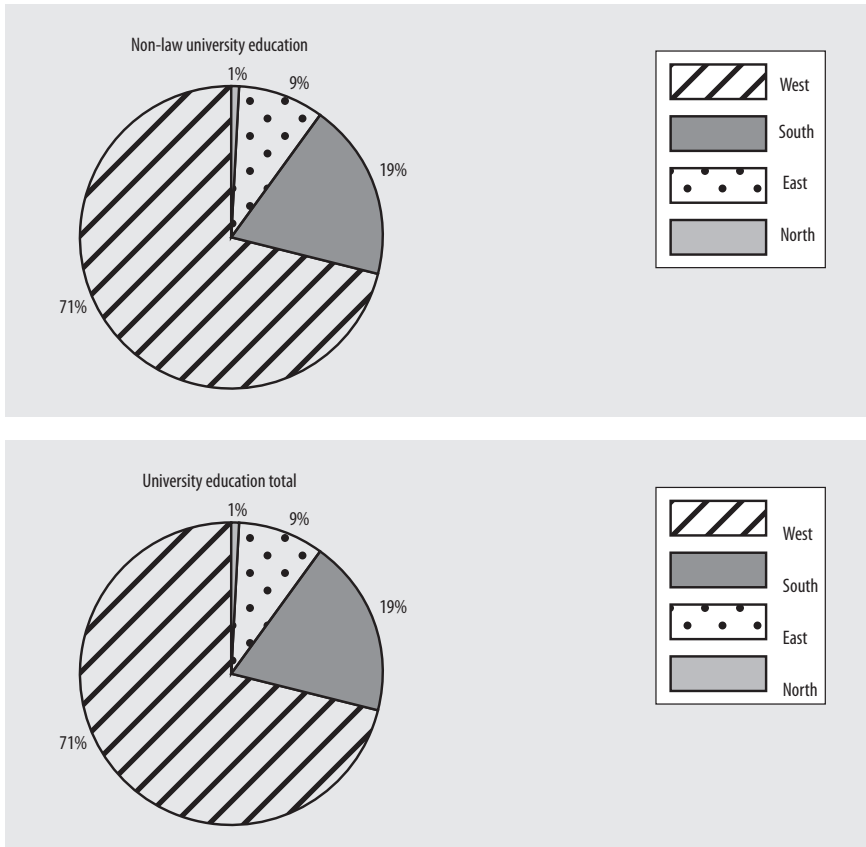 Non-law university education
1%
9%
19%
71%
West
South
East
North
University education total
1%
9%
19%
71%
West
South
East
North